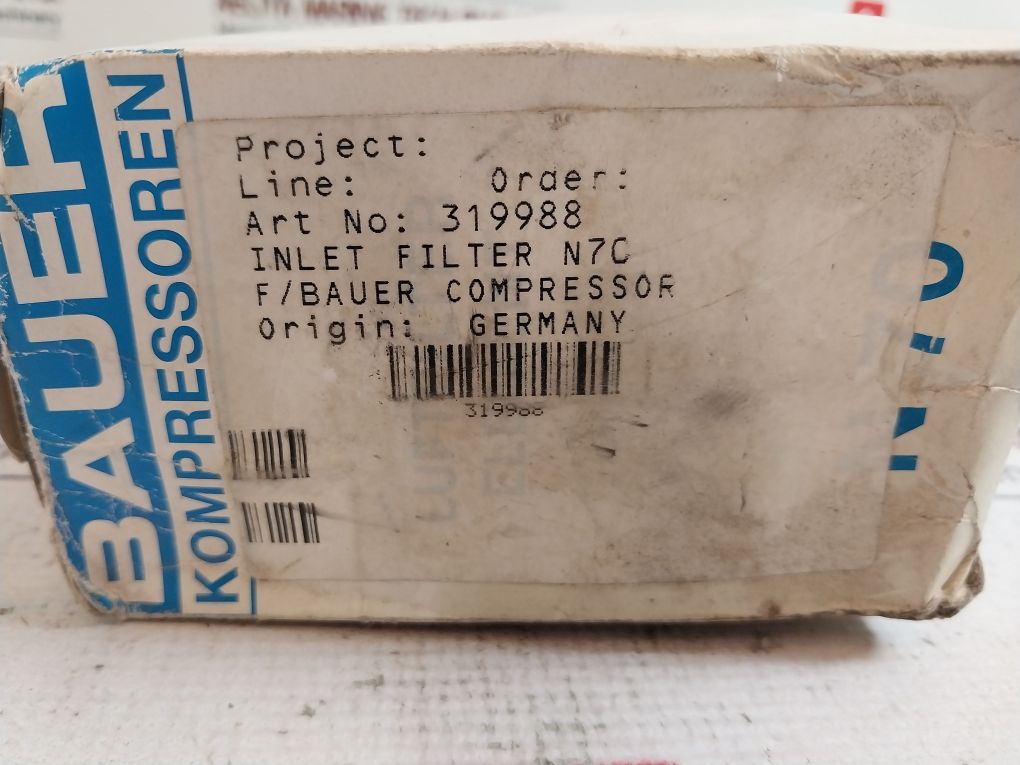 BAUER
KOMPRESSOREN
Project:
Line: Order:
Art No: 319988
INLET FILTER N7C
F/BAUER COMPRESSOR
Origin: GERMANY
319988